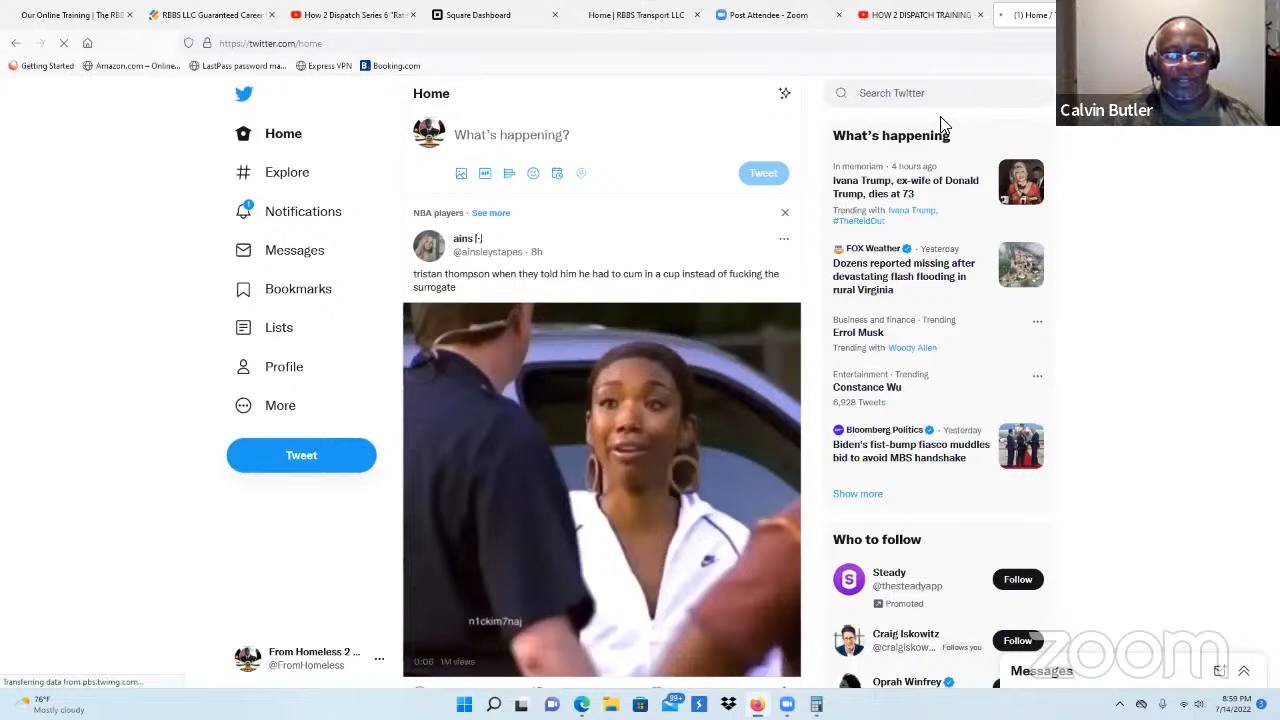 Our Training
RBBS LLC Guaranteed Career
How 2 Dispatch Series 6 "Rate
Square Dashboard
Home | RBBS Transport LLC
Post Attendee - Zoom
HOW 2 DISPATCH TRAINING -
(1) Home /
https://twitter.com/home
Getting Started
Amazon.com – Online...
LastPass password ma...
Express VPN
Booking.com
Calvin Butler
Home
Explore
Notifications
Messages
Bookmarks
Lists
Profile
More
Tweet
From Homeless 2 ...
@FromHomeless
Home
What's happening?
GIF
Tweet
NBA players · See more
ains [·]
@ainsleystapes · 8h
tristan thompson when they told him he had to cum in a cup instead of fucking the
surrogate
n1ckim7naj
0:06 1M views
Search Twitter
What's happening
In memoriam · 4 hours ago
Ivana Trump, ex-wife of Donald
Trump, dies at 73
Trending with Ivana Trump,
#TheReidOut
FOX Weather · Yesterday
Dozens reported missing after
devastating flash flooding in
rural Virginia
Business and finance · Trending
Errol Musk
Trending with Woody Allen
Entertainment · Trending
Constance Wu
6,928 Tweets
Bloomberg Politics · Yesterday
Biden's fist-bump fiasco muddles
bid to avoid MBS handshake
Show more
Who to follow
Steady
@thesteadyapp
Promoted
Follow
Craig Iskowitz
@craigiskow... Follows you
Follow
Oprah Winfrey
Messages
zoom
Transferring data from pbs.twimg.com...
76°F
Mostly cloudy
99+
8:59 PM
7/14/2022
3